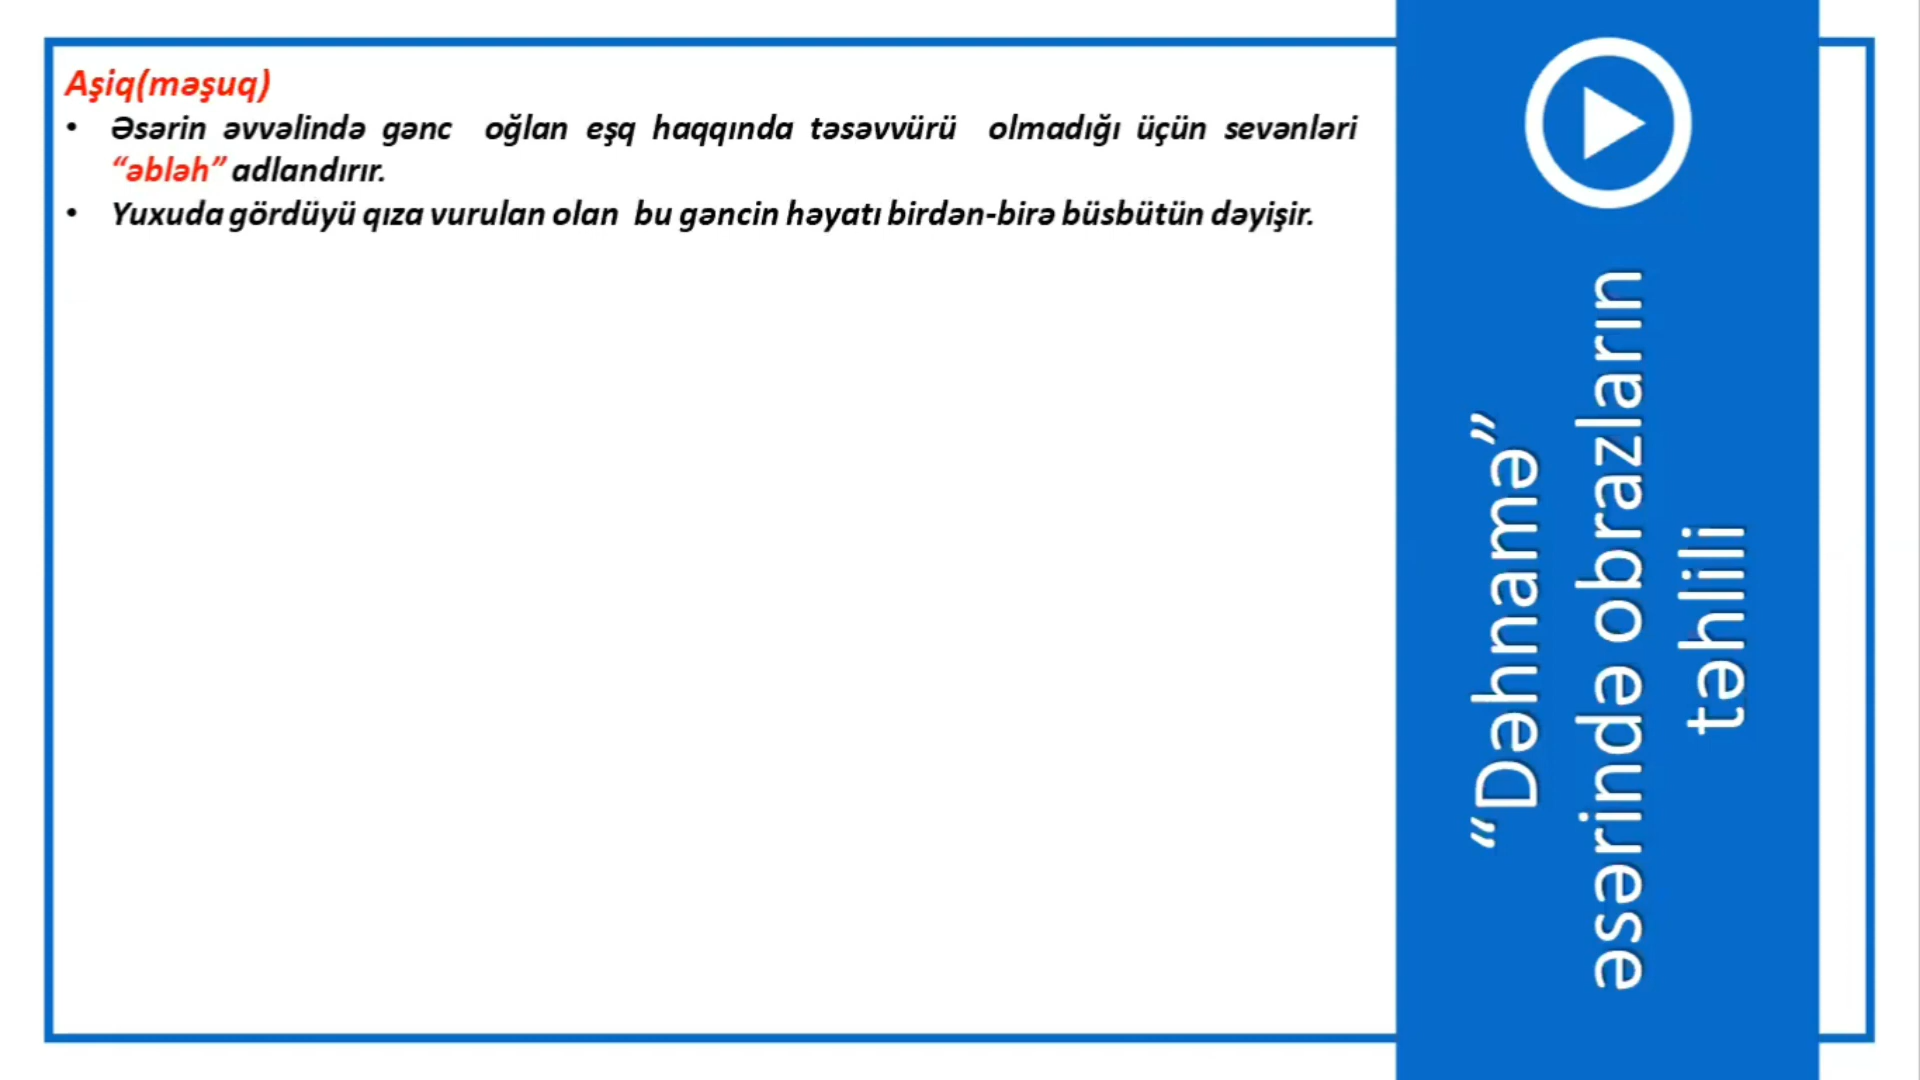 Aşiq(məşuq)
• Əsərin əvvəlində gənc oğlan eşq haqqında təsəvvürü olmadığı üçün sevənləri
“əbləh” adlandırır.
• Yuxuda gördüyü qıza vurulan olan bu gəncin həyatı birdən-birə büsbütün dəyişir.
“Dəhnamə”
əsərində obrazların
təhlili